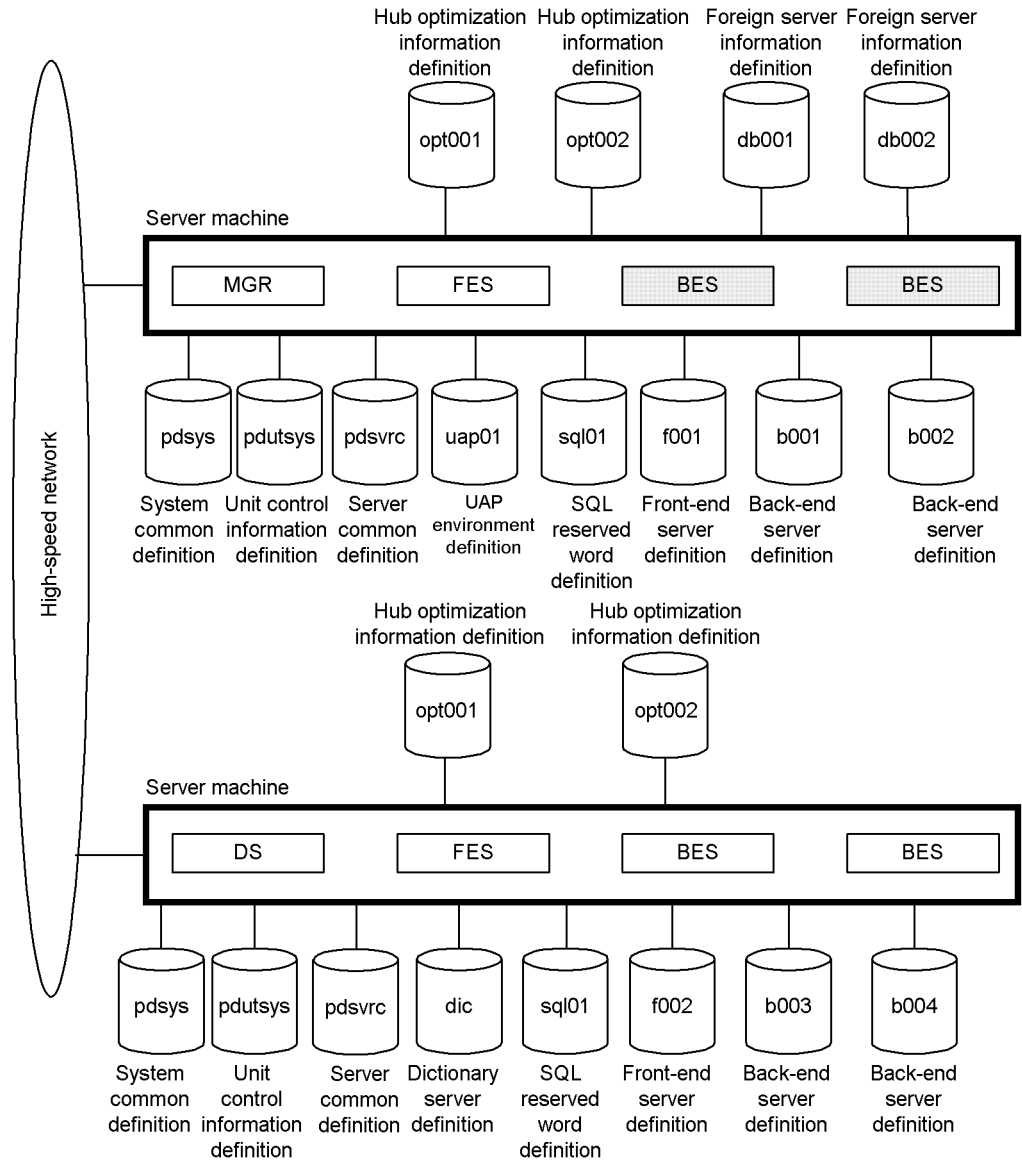 Hub optimization
information
definition
Hub optimization
information
definition
Foreign server
information
definition
Foreign server
information
definition
opt001
opt002
db001
db002
Server machine
MGR
FES
BES
BES
pdsys
pdutsys
pdsvrc
uap01
sql01
f001
b001
b002
System
common
definition
Unit control
information
definition
Server
common
definition
UAP
environment
definition
SQL
reserved
word
definition
Front-end
server
definition
Back-end
server
definition
Back-end
server
definition
High-speed network
Hub optimization
information definition
Hub optimization
information definition
opt001
opt002
Server machine
DS
FES
BES
BES
pdsys
pdutsys
pdsvrc
dic
sql01
f002
b003
b004
System
common
definition
Unit
control
information
definition
Server
common
definition
Dictionary
server
definition
SQL
reserved
word
definition
Front-end
server
definition
Back-end
server
definition
Back-end
server
definition